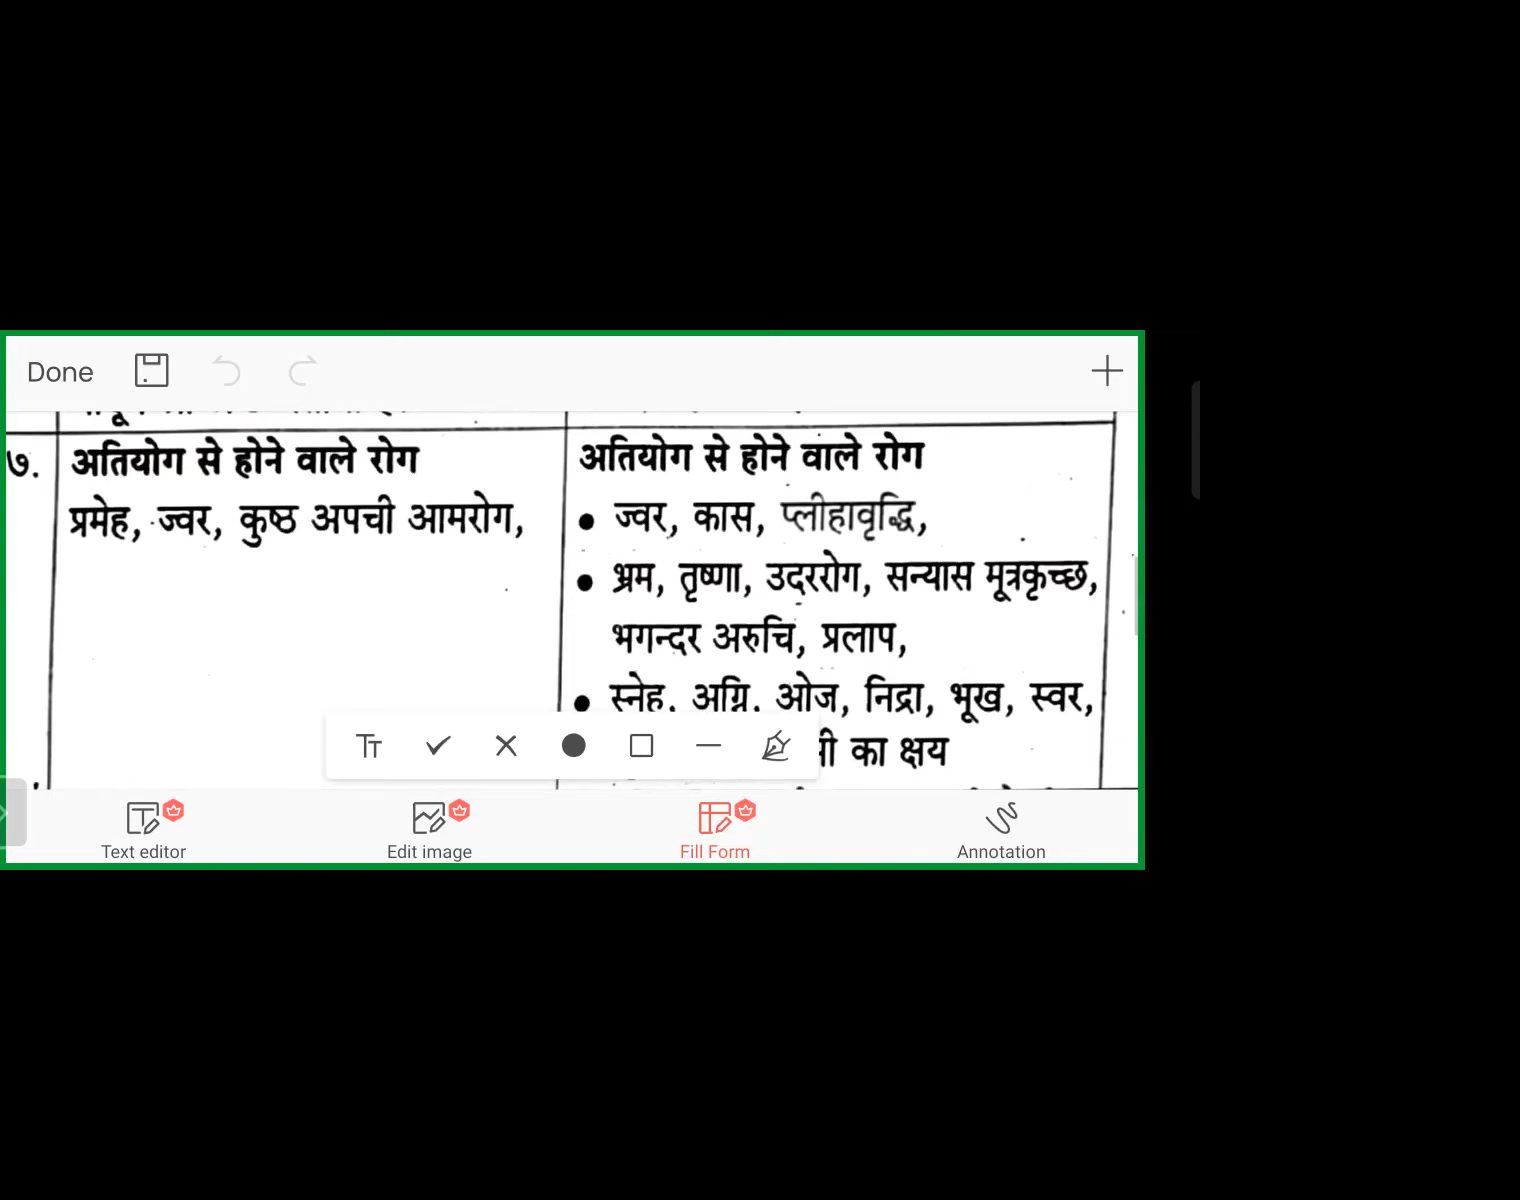 Done
७. अतियोग से होने वाले रोग
प्रमेह, ज्वर, कुष्ठ अपची आमरोग,
अतियोग से होने वाले रोग
• ज्वर, कास, प्लीहावृद्धि,
• भ्रम, तृष्णा, उदररोग, सन्यास मूत्रकृच्छ,
भगन्दर अरुचि, प्रलाप,
• स्नेह, अग्नि, ओज, निद्रा, भूख, स्वर,
का क्षय
Text editor
Edit image
Fill Form
Annotation